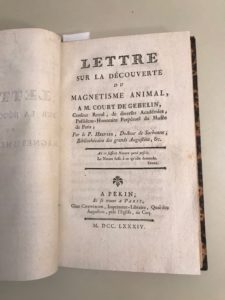 LETTRE
SUR LA DÉCOUVERTE
DU
MAGNETISME ANIMAL,
A M. COURT DE GEBELIN,
Censeur Royal, de diverses Académies,
Président-Honoraire Perpétuel du Musée
de Paris;
Par le P. HERVIER, Docteur de Sorbonne,
Bibliothécaire des grands Augustins, &c.
A PEKIN,
Et se trouve à PARIS,
Chez COUTURIER, Imprimeur-Libraire, Quai des
Augustins, près l'Eglise, au Coq.
M. DCC. LXXXIV.